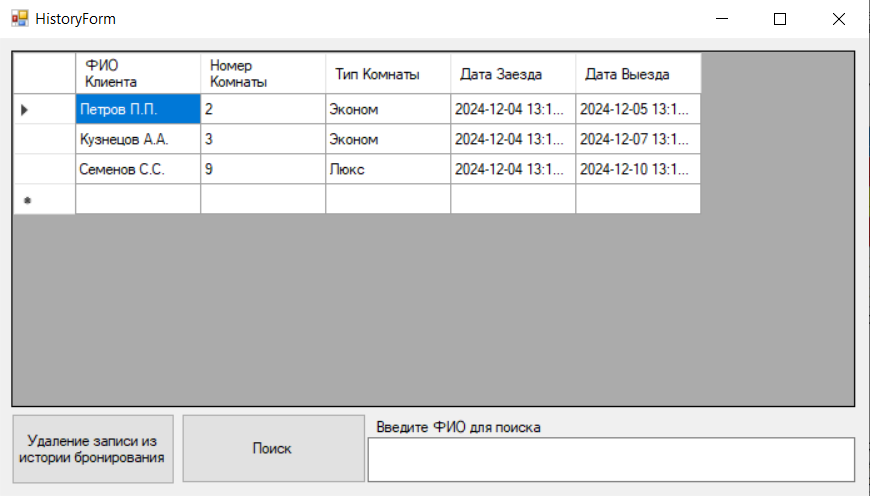 HistoryForm
ФИО Клиента Номер Комнаты Тип Комнаты Дата Заезда Дата Выезда
Петров П.П. 2 Эконом 2024-12-04 13:1... 2024-12-05 13:1...
Кузнецов А.А. 3 Эконом 2024-12-04 13:1... 2024-12-07 13:1...
Семенов С.С. 9 Люкс 2024-12-04 13:1... 2024-12-10 13:1...
Удаление записи из
истории бронирования
Поиск
Введите ФИО для поиска